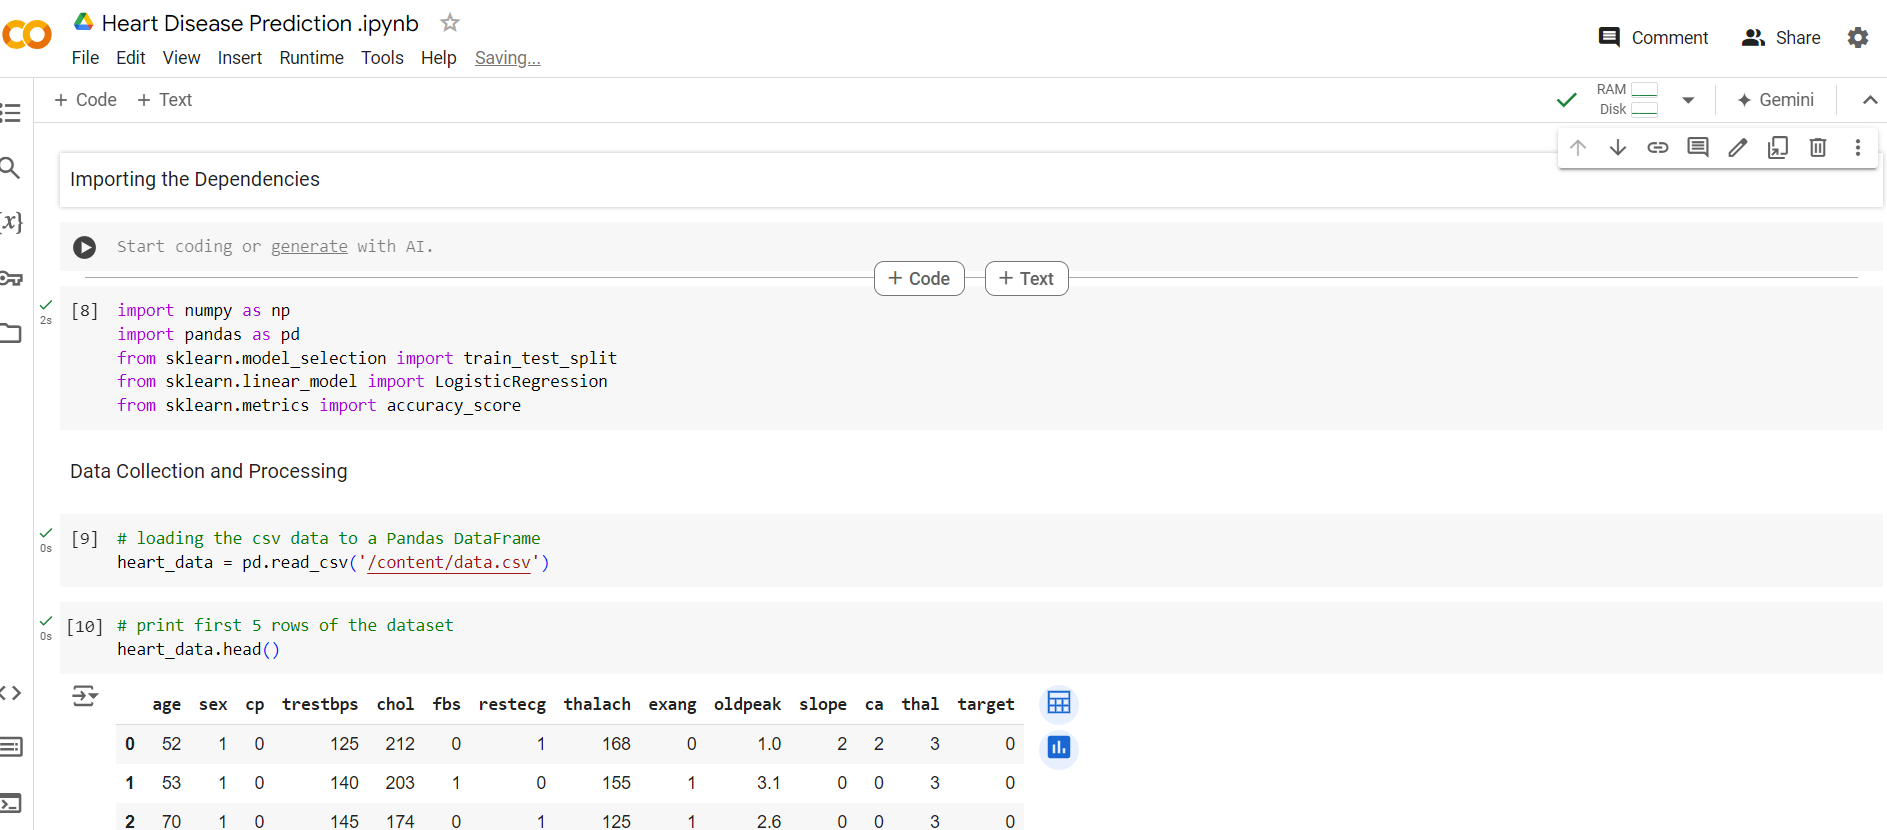 Heart Disease Prediction .ipynb
File Edit View Insert Runtime Tools Help Saving...
Comment Share
+ Code + Text
RAM
Disk
Gemini
Importing the Dependencies
Start coding or generate with AI.
+ Code + Text
[8] import numpy as np
2s
import pandas as pd
from sklearn.model_selection import train_test_split
from sklearn.linear_model import LogisticRegression
from sklearn.metrics import accuracy_score
Data Collection and Processing
[9] # loading the csv data to a Pandas DataFrame
0s
heart_data = pd.read_csv('/content/data.csv')
[10] # print first 5 rows of the dataset
0s
heart_data.head()
age sex cp trestbps chol fbs restecg thalach exang oldpeak slope ca thal target
0 52 1 0 125 212 0 1 168 0 1.0 2 2 3 0
1 53 1 0 140 203 1 0 155 1 3.1 0 0 3 0
2 70 1 0 145 174 0 1 125 1 2.6 0 0 3 0